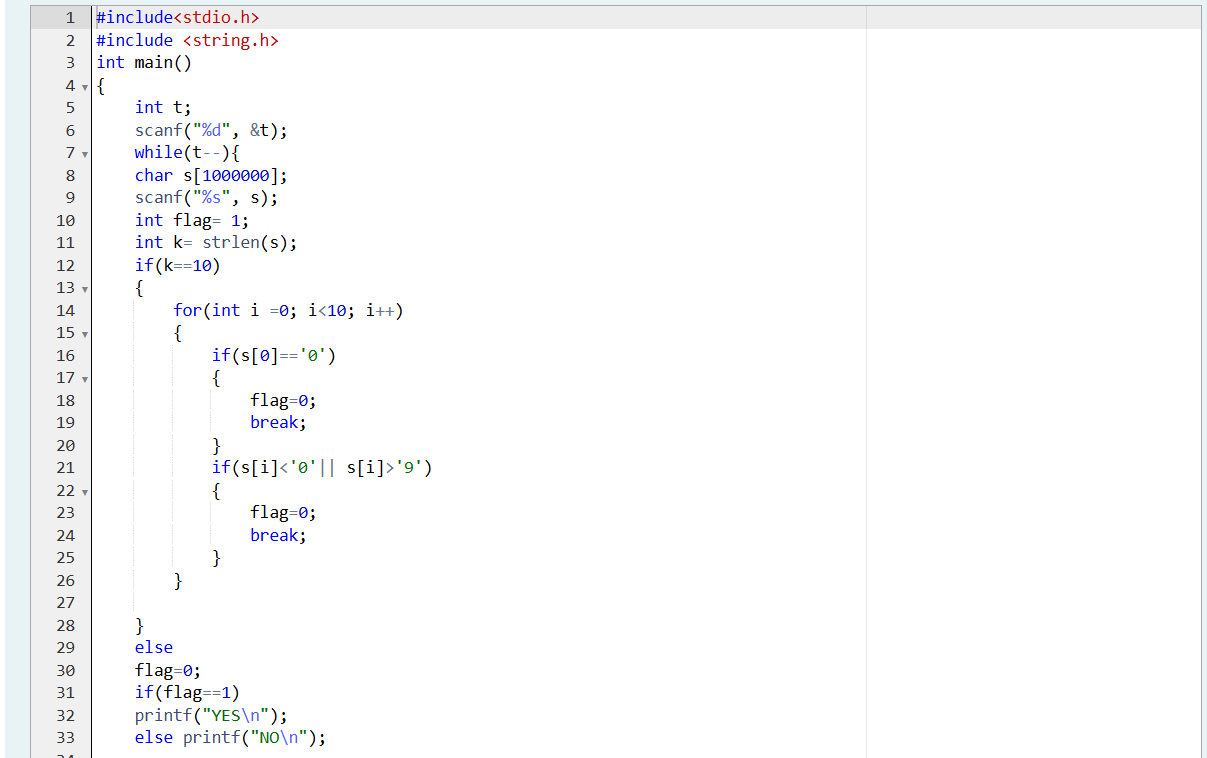 1 #include<stdio.h>
2 #include <string.h>
3 int main()
4 {
5     int t;
6     scanf("%d", &t);
7     while(t--){
8     char s[1000000];
9     scanf("%s", s);
10     int flag= 1;
11     int k= strlen(s);
12     if(k==10)
13     {
14         for(int i =0; i<10; i++)
15         {
16             if(s[0]=='0')
17             {
18                 flag=0;
19                 break;
20             }
21             if(s[i]<'0'|| s[i]>'9')
22             {
23                 flag=0;
24                 break;
25             }
26         }
27
28     }
29     else
30     flag=0;
31     if(flag==1)
32     printf("YES\n");
33     else printf("NO\n");